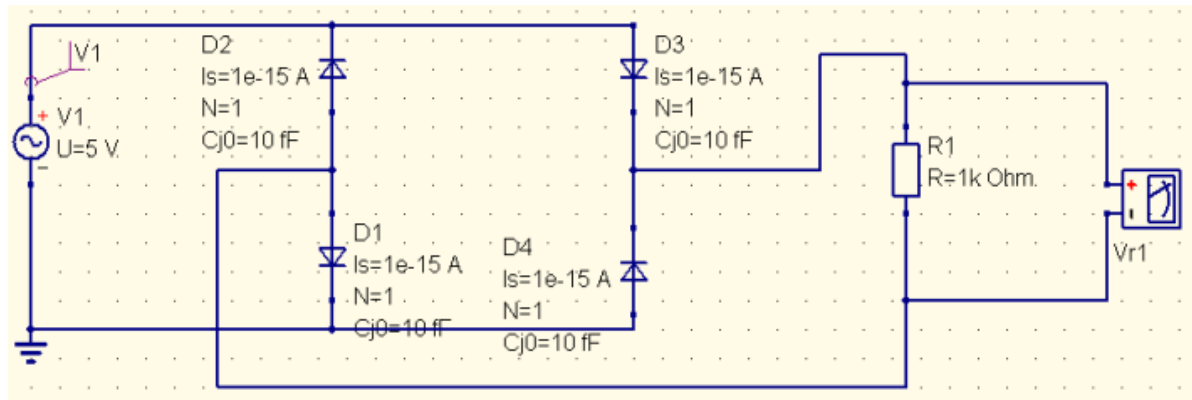 V1
+
V1
U=5 V
-
D2
Is=1e-15 A
N=1
Cj0=10 fF
D3
Is=1e-15 A
N=1
Cj0=10 fF
D1
Is=1e-15 A
N=1
Cj0=10 fF
D4
Is=1e-15 A
N=1
Cj0=10 fF
R1
R=1k Ohm
+
Vr1